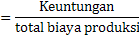 = Keuntungan
total biaya produksi